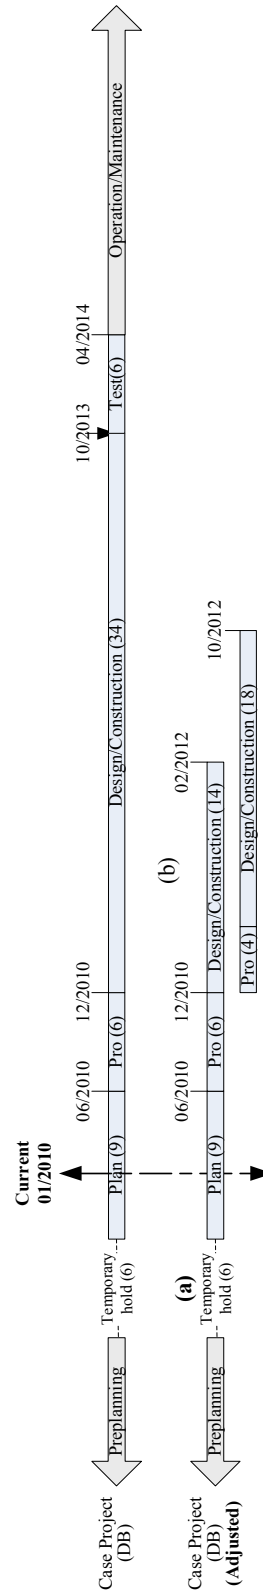 Current
01/2010
Case Project
(DB)
Preplanning
Temporary
hold (6)
Plan (9)
06/2010
Pro (6)
12/2010
Design/Construction (34)
10/2013
Test(6)
04/2014
Operation/Maintenance
(a)
(b)
Case Project
(DB)
(Adjusted)
Preplanning
Temporary
hold (6)
Plan (9)
06/2010
Pro (6)
12/2010
Design/Construction (14)
02/2012
Pro (4)
Design/Construction (18)
10/2012